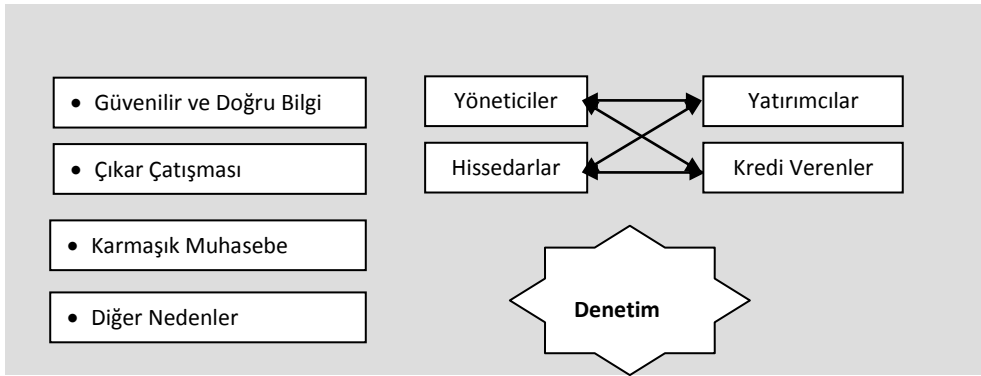 • Güvenilir ve Doğru Bilgi
• Çıkar Çatışması
• Karmaşık Muhasebe
• Diğer Nedenler
Yöneticiler
Yatırımcılar
Hissedarlar
Kredi Verenler
Denetim